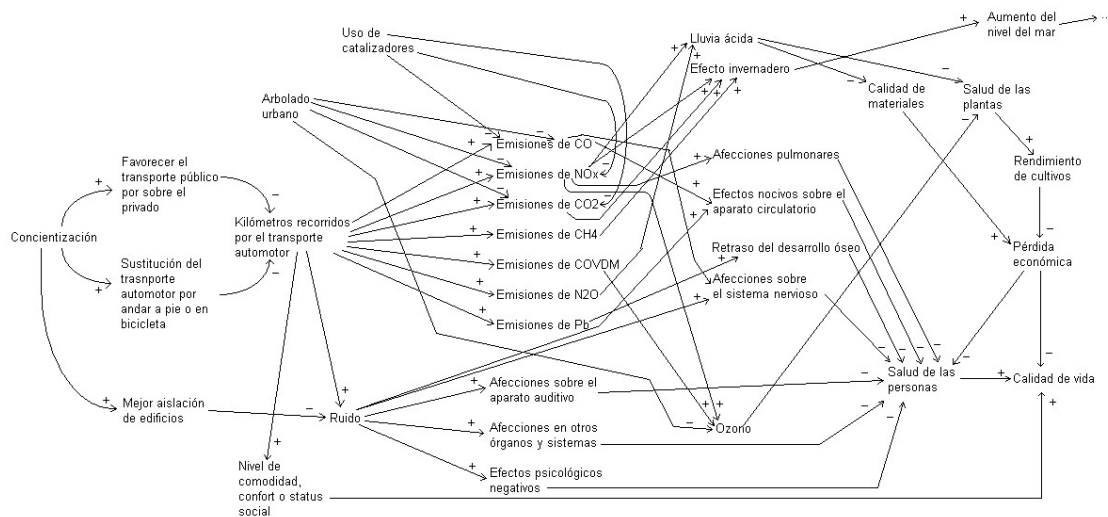 Uso de
catalizadores
Arbolado
urbano
Favorecer el
transporte público
por sobre el
privado
Concientización
Sustitución del
trasnporte
automotor por
andar a pie o en
bicicleta
Mejor aislación
de edificios
Kilómetros recorridos
por el transporte
automotor
Ruido
Nivel de
comodidad,
confort o status
social
Emisiones de CO
Emisiones de NOx
Emisiones de CO2
Emisiones de CH4
Emisiones de COVDM
Emisiones de N2O
Emisiones de Pb
Afecciones sobre el
aparato auditivo
Afecciones en otros
órganos y sistemas
Efectos psicológicos
negativos
Lluvia ácida
Efecto invernadero
Afecciones pulmonares
Efectos nocivos sobre el
aparato circulatorio
Retraso del desarrollo óseo
Afecciones sobre
el sistema nervioso
Ozono
Aumento del
nivel del mar
...
Calidad de
materiales
Salud de las
plantas
Rendimiento
de cultivos
Pérdida
económica
Salud de las
personas
Calidad de vida